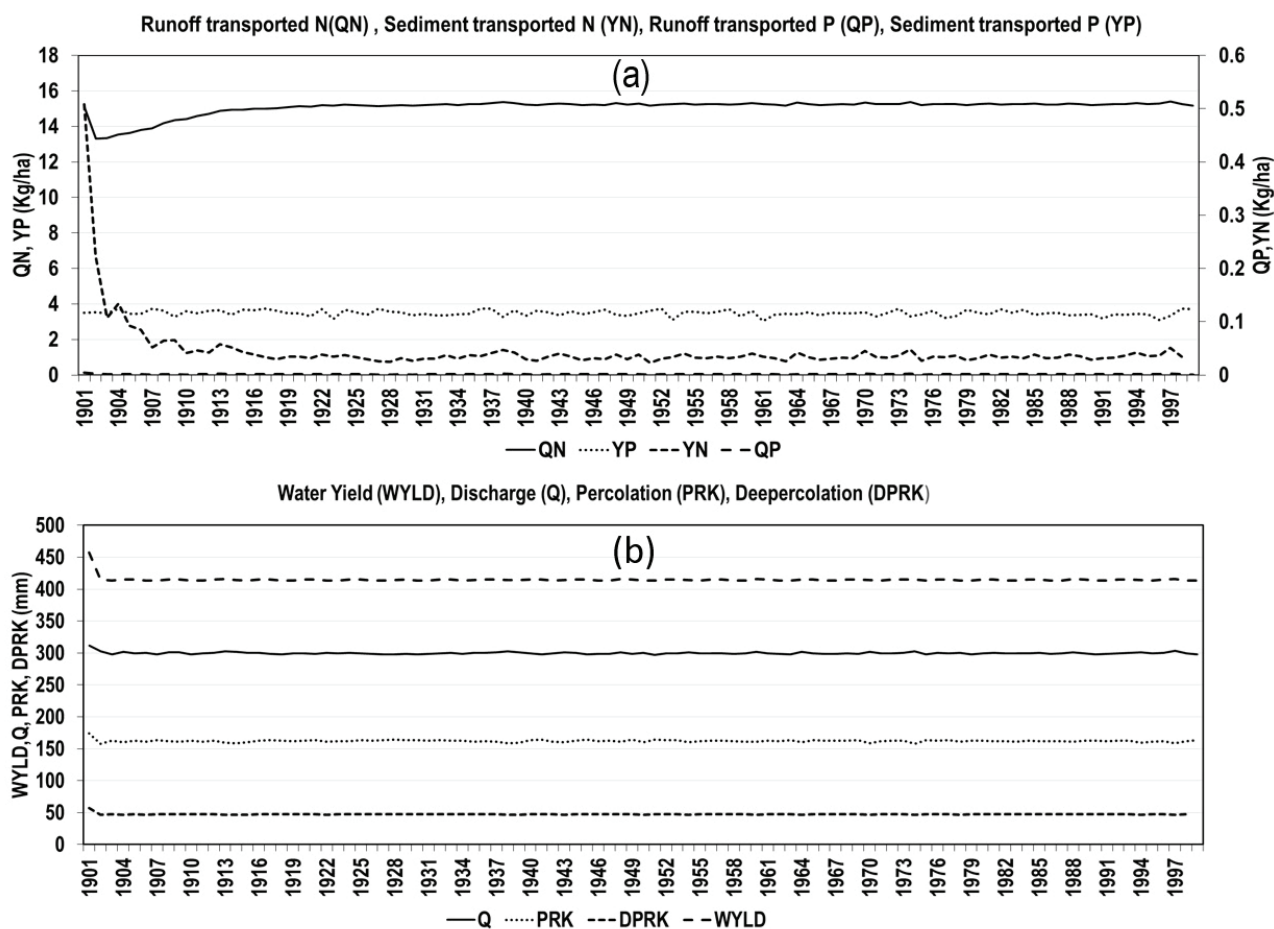 Runoff transported N(QN) , Sediment transported N (YN), Runoff transported P (QP), Sediment transported P (YP)
(a)
QN, YP (Kg/ha)
18
16
14
12
10
8
6
4
2
0
0.6
0.5
0.4
0.3
0.2
0.1
0
QP,YN (Kg/ha)
1901 1904 1907 1910 1913 1916 1919 1922 1925 1928 1931 1934 1937 1940 1943 1946 1949 1952 1955 1958 1961 1964 1967 1970 1973 1976 1979 1982 1985 1988 1991 1994 1997
QN YP YN QP
Water Yield (WYLD), Discharge (Q), Percolation (PRK), Deepercolation (DPRK)
(b)
WYLD,Q, PRK, DPRK (mm)
500
450
400
350
300
250
200
150
100
50
0
1901 1904 1907 1910 1913 1916 1919 1922 1925 1928 1931 1934 1937 1940 1943 1946 1949 1952 1955 1958 1961 1964 1967 1970 1973 1976 1979 1982 1985 1988 1991 1994 1997
Q PRK DPRK WYLD